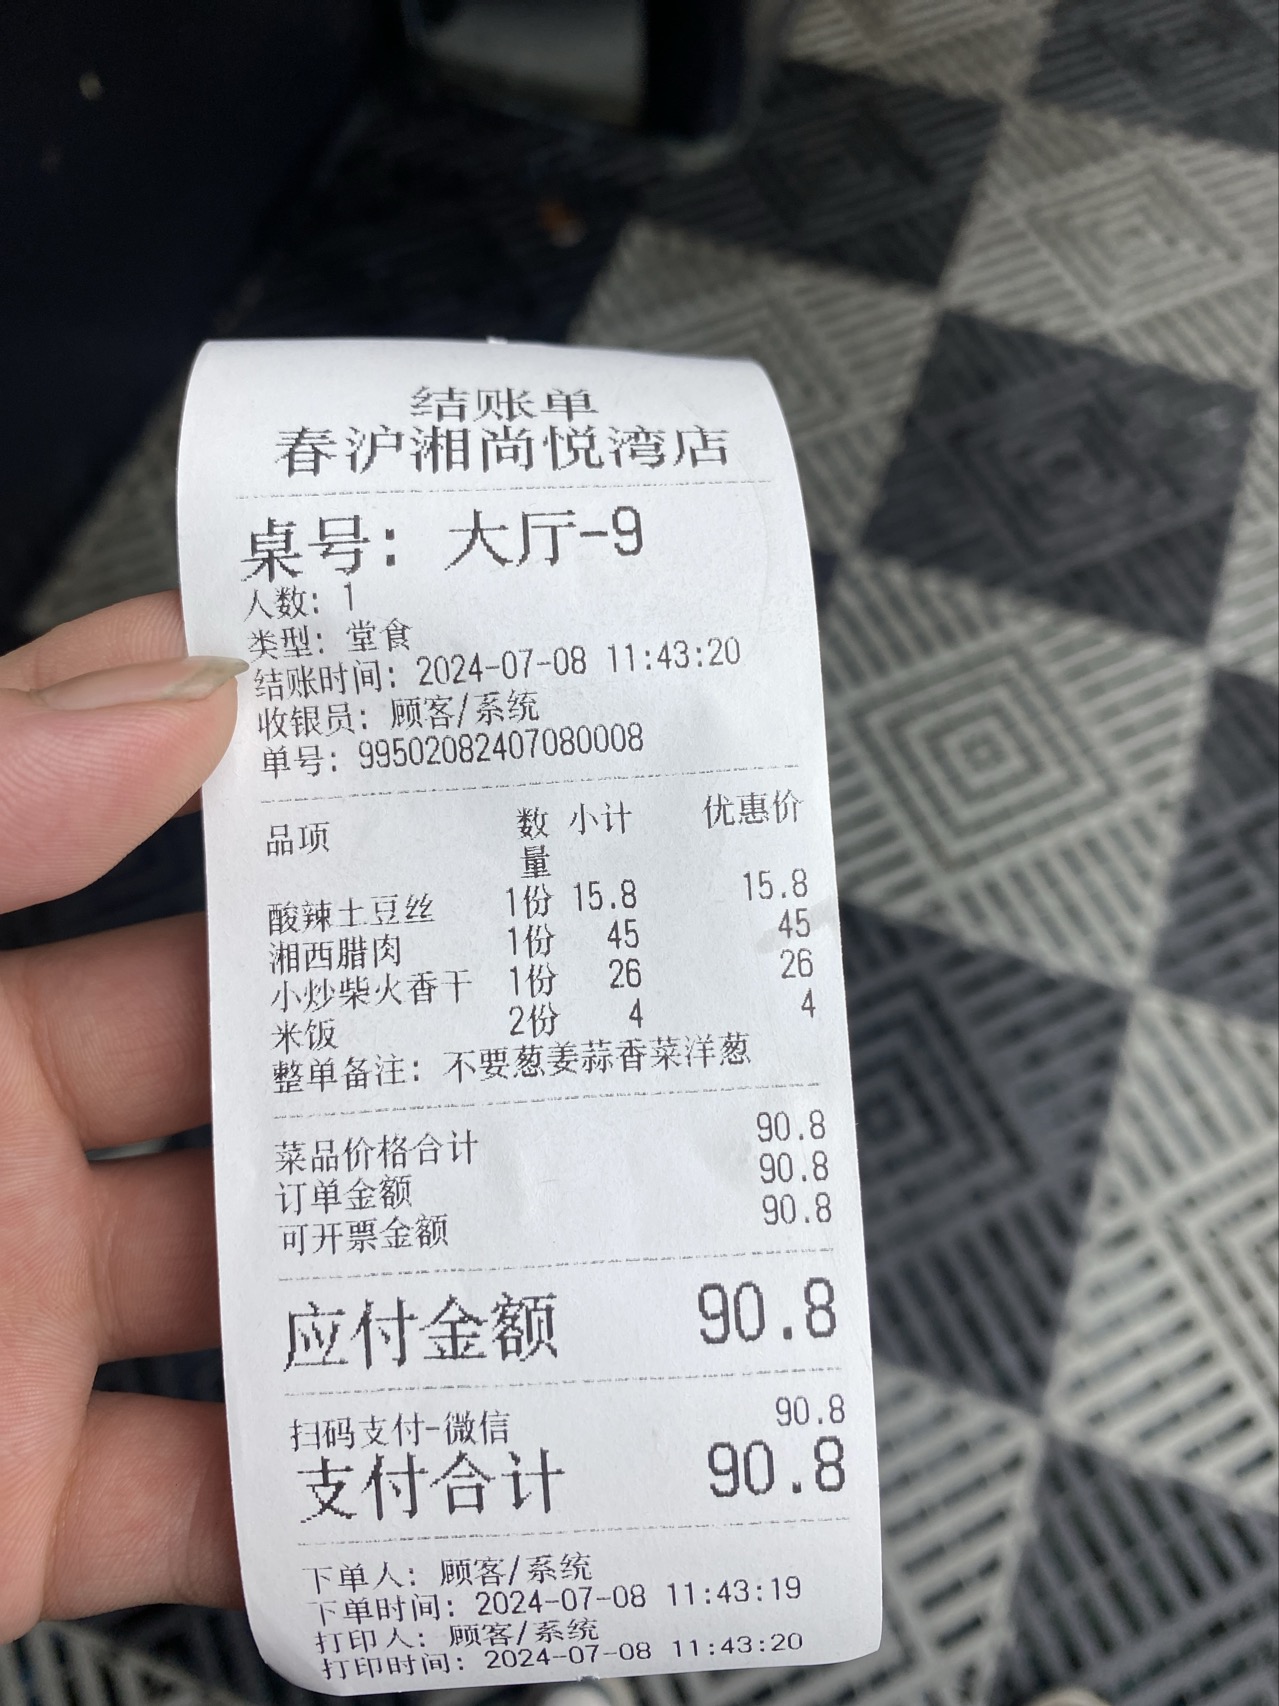 结账单
春沪湘尚悦湾店
桌号： 大厅-9
人数： 1
类型： 堂食
结账时间： 2024-07-08 11:43:20
收银员： 顾客/系统
单号： 99502082407080008
品项 数量 小计 优惠价
酸辣土豆丝 1份 15.8 15.8
湘西腊肉 1份 45 45
小炒柴火香干 1份 26 26
米饭 2份 4 4
整单备注： 不要葱姜蒜香菜洋葱
菜品价格合计 90.8
订单金额 90.8
可开票金额 90.8
应付金额 90.8
扫码支付-微信 90.8
支付合计 90.8
下单人： 顾客/系统
下单时间： 2024-07-08 11:43:19
打印人： 顾客/系统
打印时间： 2024-07-08 11:43:20